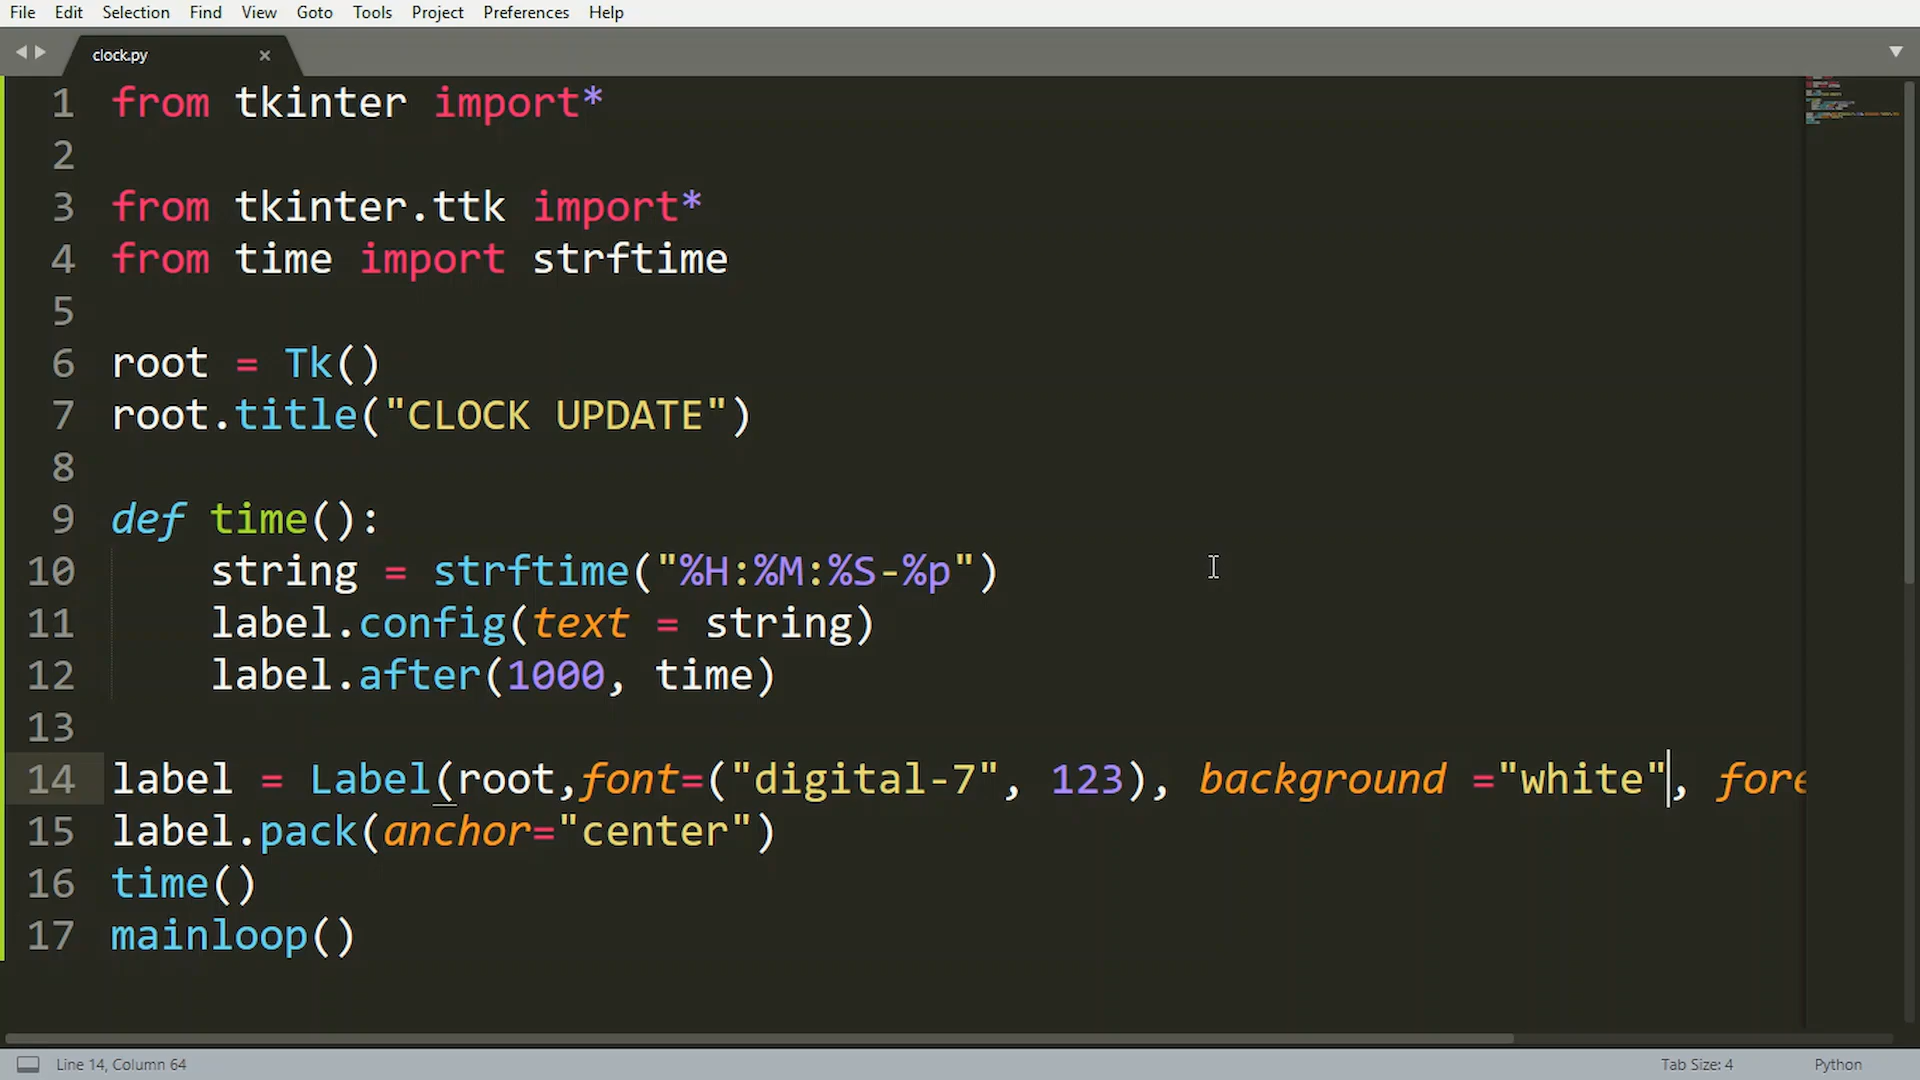 File Edit Selection Find View Goto Tools Project Preferences Help
clock.py ×
1 from tkinter import*
2
3 from tkinter.ttk import*
4 from time import strftime
5
6 root = Tk()
7 root.title("CLOCK UPDATE")
8
9 def time():
10     string = strftime("%H:%M:%S-%p")
11     label.config(text = string)
12     label.after(1000, time)
13
14 label = Label(root,font=("digital-7", 123), background ="white", fore
15 label.pack(anchor="center")
16 time()
17 mainloop()
Line 14, Column 64 Tab Size: 4 Python